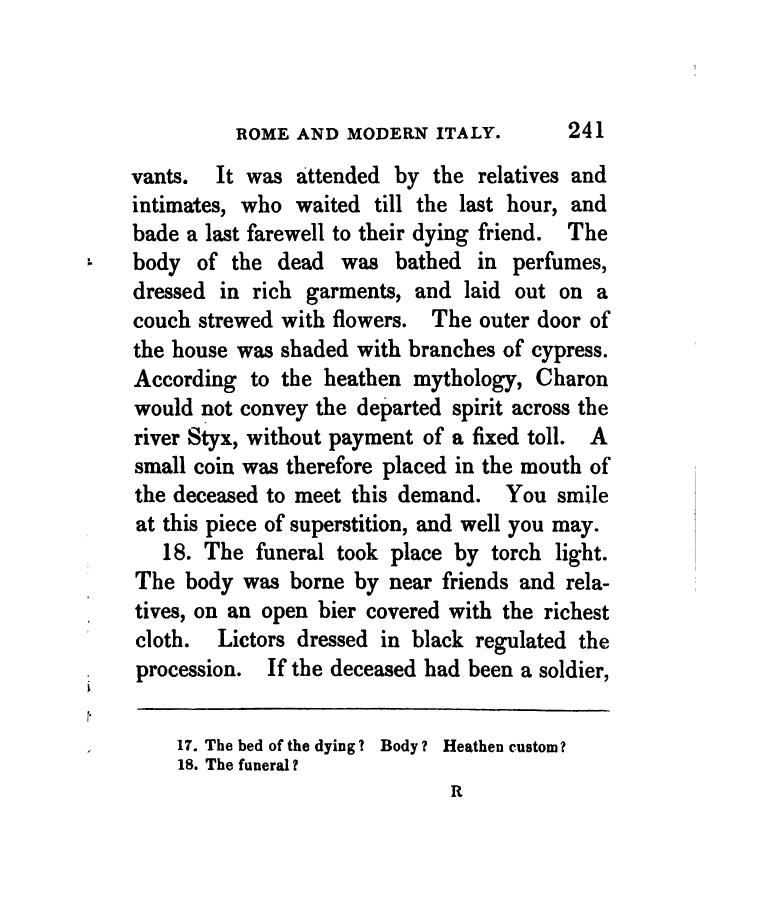 ROME AND MODERN ITALY. 241
vants. It was attended by the relatives and
intimates, who waited till the last hour, and
bade a last farewell to their dying friend. The
body of the dead was bathed in perfumes,
dressed in rich garments, and laid out on a
couch strewed with flowers. The outer door of
the house was shaded with branches of cypress.
According to the heathen mythology, Charon
would not convey the departed spirit across the
river Styx, without payment of a fixed toll. A
small coin was therefore placed in the mouth of
the deceased to meet this demand. You smile
at this piece of superstition, and well you may.
18. The funeral took place by torch light.
The body was borne by near friends and rela-
tives, on an open bier covered with the richest
cloth. Lictors dressed in black regulated the
procession. If the deceased had been a soldier,
17. The bed of the dying? Body? Heathen custom?
18. The funeral?
R